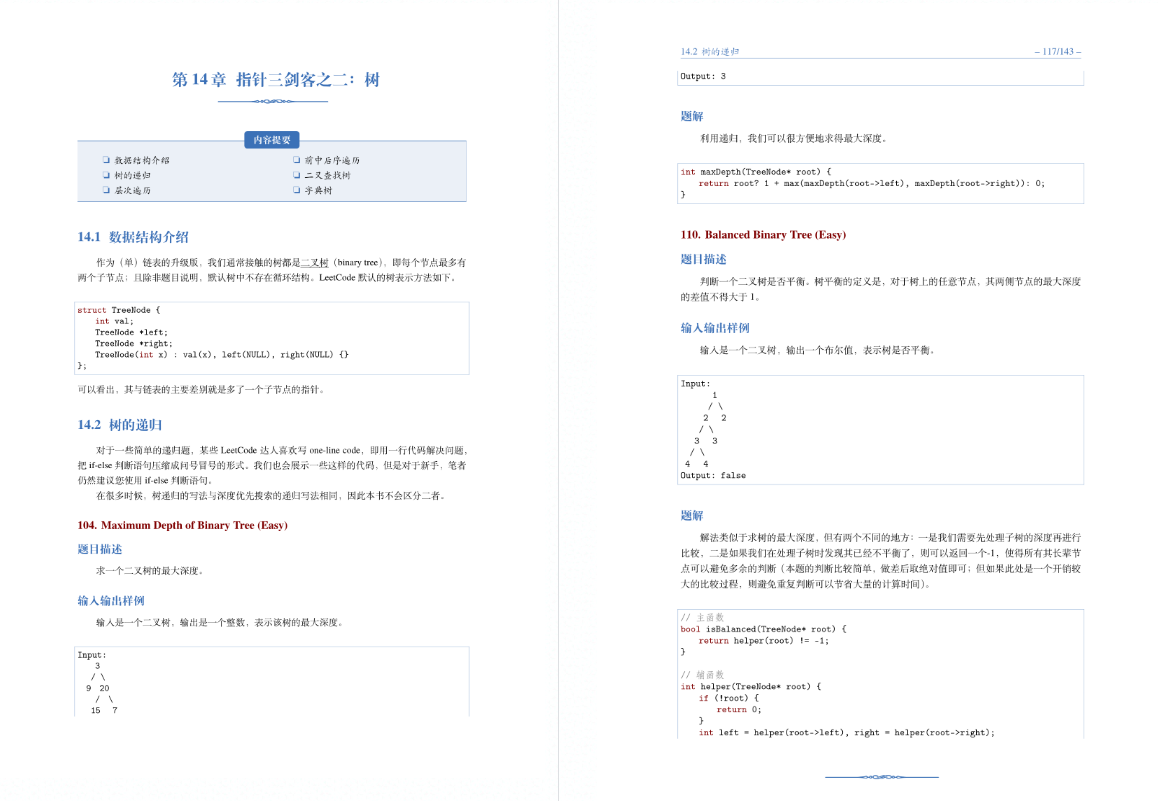 第 14 章 指针三剑客之二：树
内容提要
❏ 数据结构介绍
❏ 树的递归
❏ 层次遍历
❏ 前中后序遍历
❏ 二叉查找树
❏ 字典树
14.1 数据结构介绍
作为（单）链表的升级版，我们通常接触的树都是二叉树（binary tree），即每个节点最多有
两个子节点；且除非题目说明，默认树中不存在循环结构。LeetCode 默认的树表示方法如下。
struct TreeNode {
int val;
TreeNode *left;
TreeNode *right;
TreeNode(int x) : val(x), left(NULL), right(NULL) {}
};
可以看出，其与链表的主要差别就是多了一个子节点的指针。
14.2 树的递归
对于一些简单的递归题，某些 LeetCode 达人喜欢写 one-line code，即用一行代码解决问题，
把 if-else 判断语句压缩成问号冒号的形式。我们也会展示一些这样的代码，但是对于新手，笔者
仍然建议您使用 if-else 判断语句。
在很多时候，树递归的写法与深度优先搜索的递归写法相同，因此本书不会区分二者。
104. Maximum Depth of Binary Tree (Easy)
题目描述
求一个二叉树的最大深度。
输入输出样例
输入是一个二叉树，输出是一个整数，表示该树的最大深度。
Input:
3
/ \
9 20
/ \
15 7
14.2 树的递归 – 117/143 –
Output: 3
题解
利用递归，我们可以很方便地求得最大深度。
int maxDepth(TreeNode* root) {
return root? 1 + max(maxDepth(root->left), maxDepth(root->right)): 0;
}
110. Balanced Binary Tree (Easy)
题目描述
判断一个二叉树是否平衡。树平衡的定义是，对于树上的任意节点，其两侧节点的最大深度
的差值不得大于 1。
输入输出样例
输入是一个二叉树，输出一个布尔值，表示树是否平衡。
Input:
1
/ \
2 2
/ \
3 3
/ \
4 4
Output: false
题解
解法类似于求树的最大深度，但有两个不同的地方：一是我们需要先处理子树的深度再进行
比较，二是如果我们在处理子树时发现其已经不平衡了，则可以返回一个-1，使得所有其长辈节
点可以避免多余的判断（本题的判断比较简单，做差后取绝对值即可；但如果此处是一个开销较
大的比较过程，则避免重复判断可以节省大量的计算时间）。
// 主函数
bool isBalanced(TreeNode* root) {
return helper(root) != -1;
}
// 辅函数
int helper(TreeNode* root) {
if (!root) {
return 0;
}
int left = helper(root->left), right = helper(root->right);